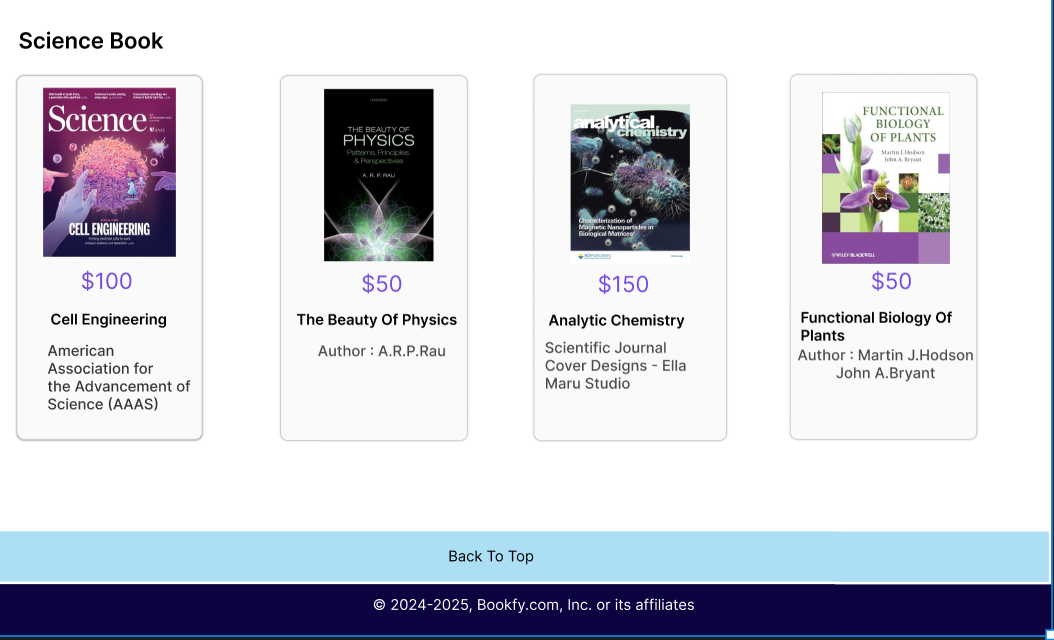 Science Book
Science
AAAS
CELL ENGINEERING
$100
Cell Engineering
American
Association for
the Advancement of
Science (AAAS)
THE BEAUTY OF
PHYSICS
Patterns, Principles,
& Perspectives
A. R. P. RAU
$50
The Beauty Of Physics
Author : A.R.P.Rau
analytical
chemistry
Characterization of
Magnetic Nanoparticles in
Biological Matrices
$150
Analytic Chemistry
Scientific Journal
Cover Designs - Ella
Maru Studio
FUNCTIONAL
BIOLOGY
OF PLANTS
Martin J. Hodson
John A. Bryant
WILEY-BLACKWELL
$50
Functional Biology Of
Plants
Author : Martin J.Hodson
John A.Bryant
Back To Top
© 2024-2025, Bookfy.com, Inc. or its affiliates